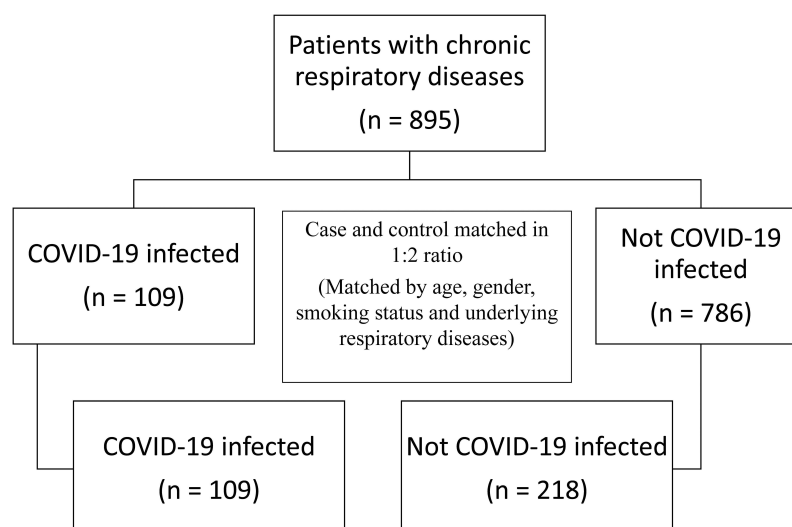 Patients with chronic
respiratory diseases
(n = 895)
COVID-19 infected
(n = 109)
Case and control matched in
1:2 ratio
(Matched by age, gender,
smoking status and underlying
respiratory diseases)
Not COVID-19
infected
(n = 786)
COVID-19 infected
(n = 109)
Not COVID-19 infected
(n = 218)